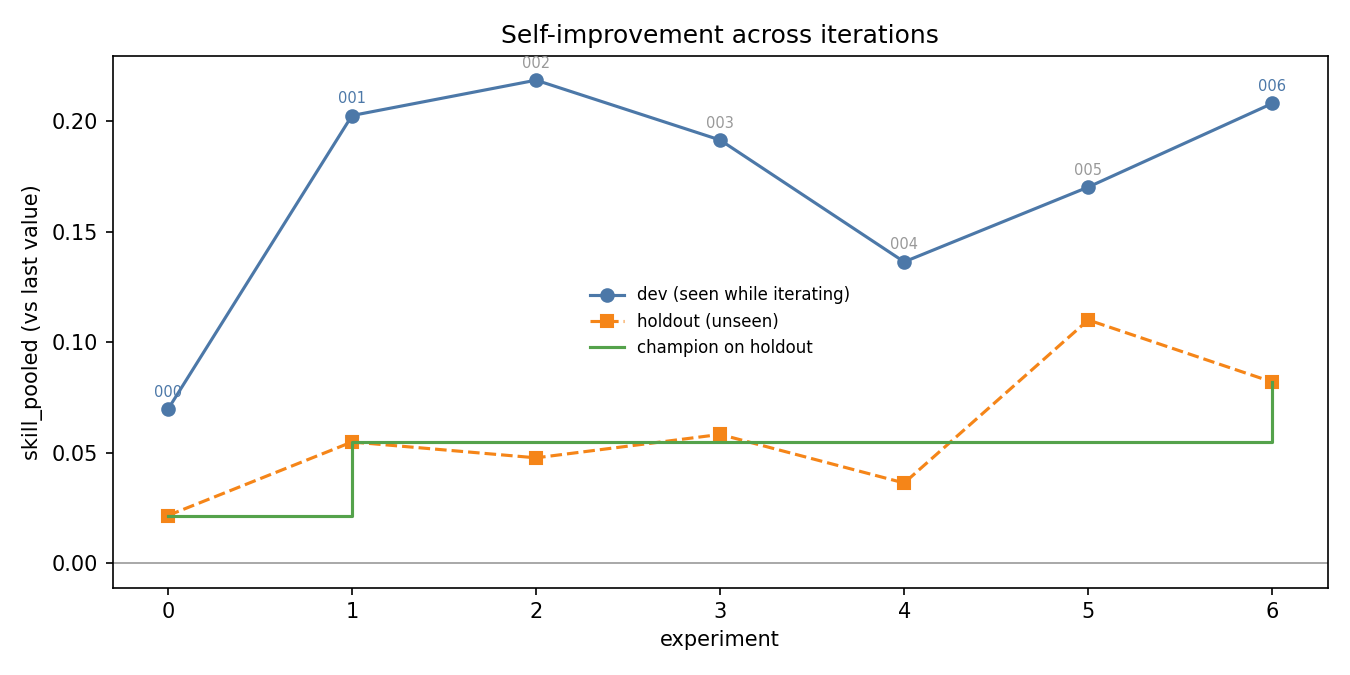 Self-improvement across iterations
skill_pooled (vs last value)
0.20
0.15
0.10
0.05
0.00
000
001
002
003
004
005
006
dev (seen while iterating)
holdout (unseen)
champion on holdout
0 1 2 3 4 5 6
experiment